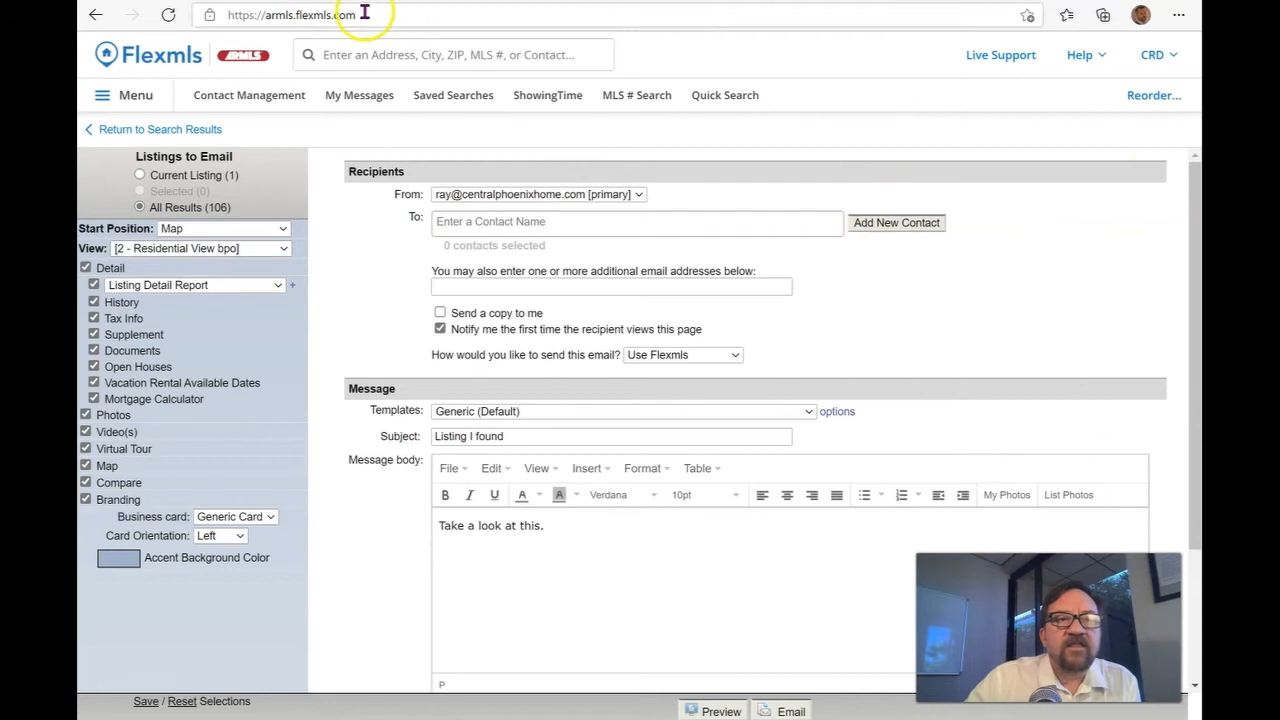 https://armls.flexmls.com
Flexmls
ARMLS
Enter an Address, City, ZIP, MLS #, or Contact...
Live Support
Help
CRD
Menu
Contact Management
My Messages
Saved Searches
ShowingTime
MLS # Search
Quick Search
Reorder...
Return to Search Results
Listings to Email
Current Listing (1)
Selected (0)
All Results (106)
Start Position: Map
View: [2 - Residential View bpo]
Detail
Listing Detail Report +
History
Tax Info
Supplement
Documents
Open Houses
Vacation Rental Available Dates
Mortgage Calculator
Photos
Video(s)
Virtual Tour
Map
Compare
Branding
Business card: Generic Card
Card Orientation: Left
Accent Background Color
Recipients
From: ray@centralphoenixhome.com [primary]
To: Enter a Contact Name
Add New Contact
0 contacts selected
You may also enter one or more additional email addresses below:
Send a copy to me
Notify me the first time the recipient views this page
How would you like to send this email? Use Flexmls
Message
Templates: Generic (Default) options
Subject: Listing I found
Message body:
File Edit View Insert Format Table
B I U A A Verdana 10pt My Photos List Photos
Take a look at this.
P
Save / Reset Selections
Preview
Email